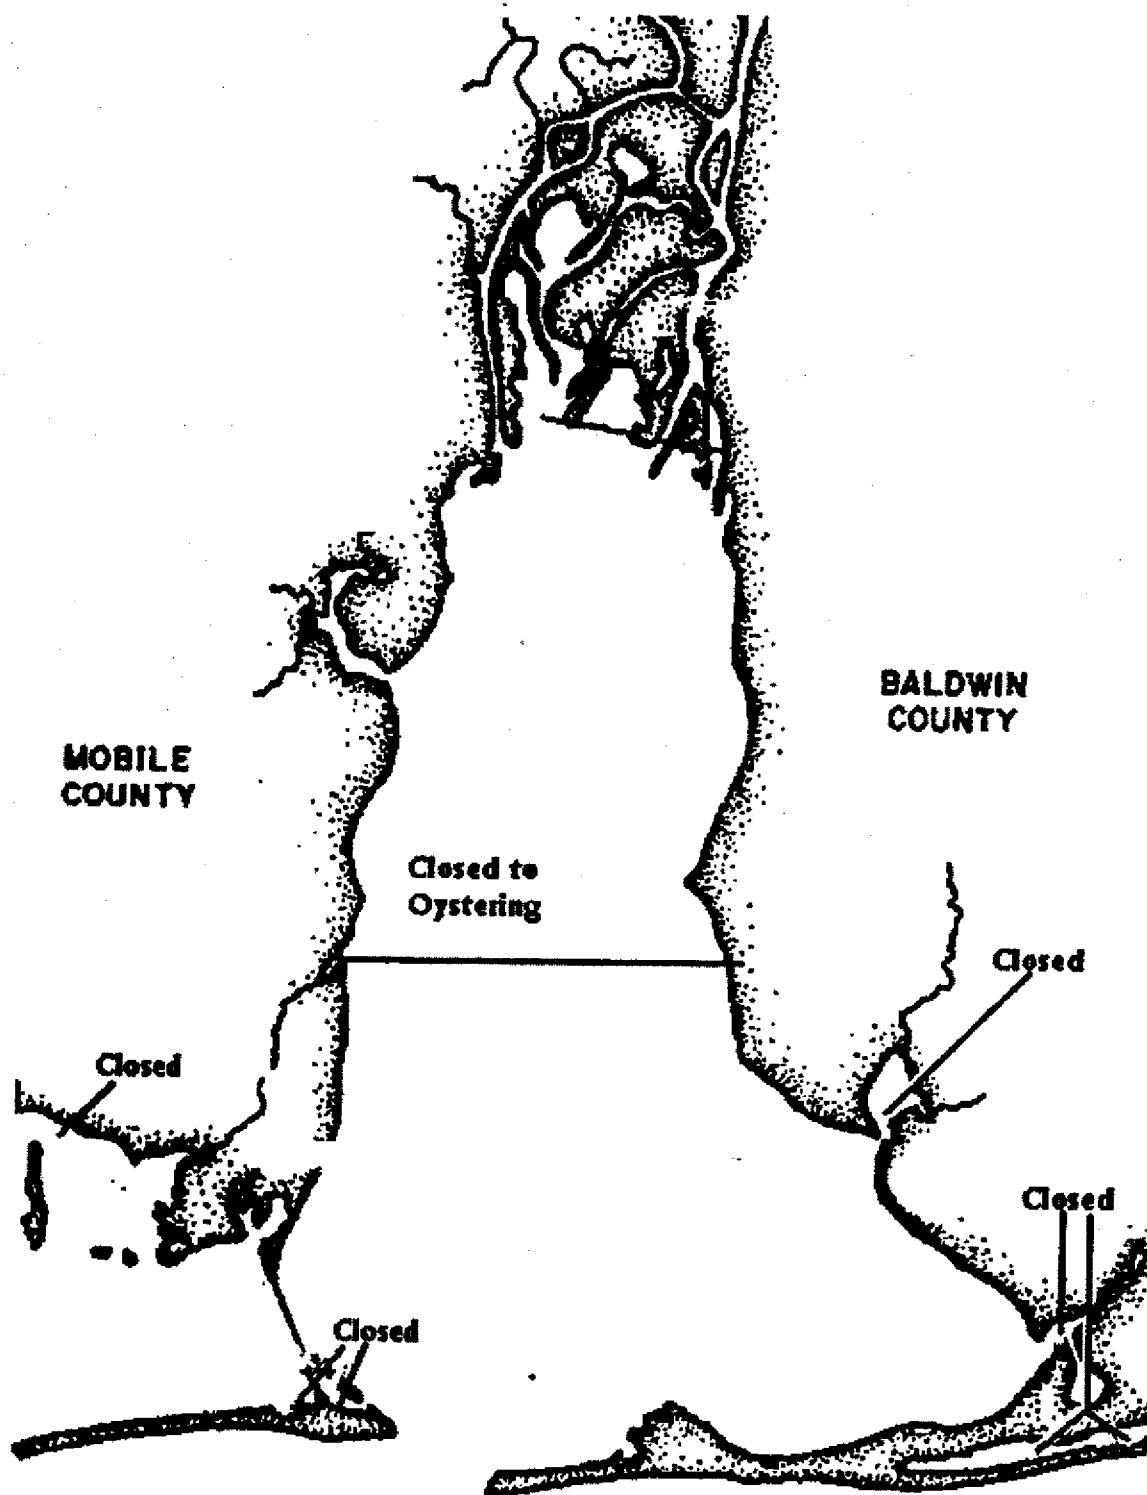 BALDWIN
COUNTY
MOBILE
COUNTY
Closed to
Oystering
Closed
Closed
Closed
Closed